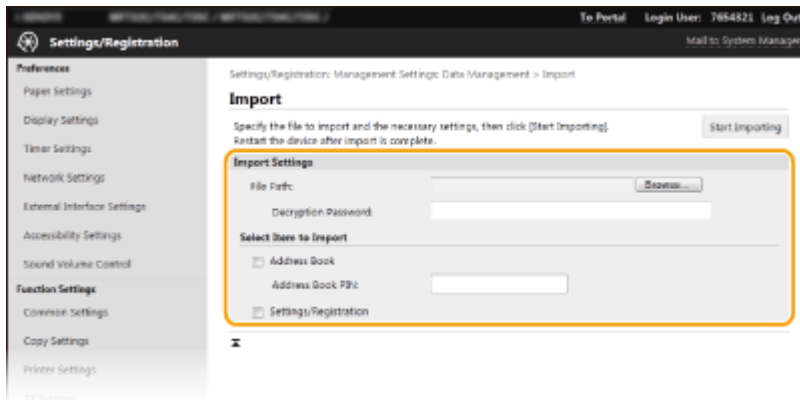 To Portal Login User: 7654321 Log Out
Settings/Registration
Mail to System Manager
Preferences
Paper Settings
Display Settings
Timer Settings
Network Settings
External Interface Settings
Accessibility Settings
Sound Volume Control
Function Settings
Common Settings
Copy Settings
Printer Settings
Settings/Registration: Management Settings: Data Management > Import
Import
Specify the file to import and the necessary settings, then click [Start Importing].
Restart the device after import is complete.
Start Importing
Import Settings
File Path:
Browse...
Decryption Password:
Select Item to Import
Address Book
Address Book PIN:
Settings/Registration